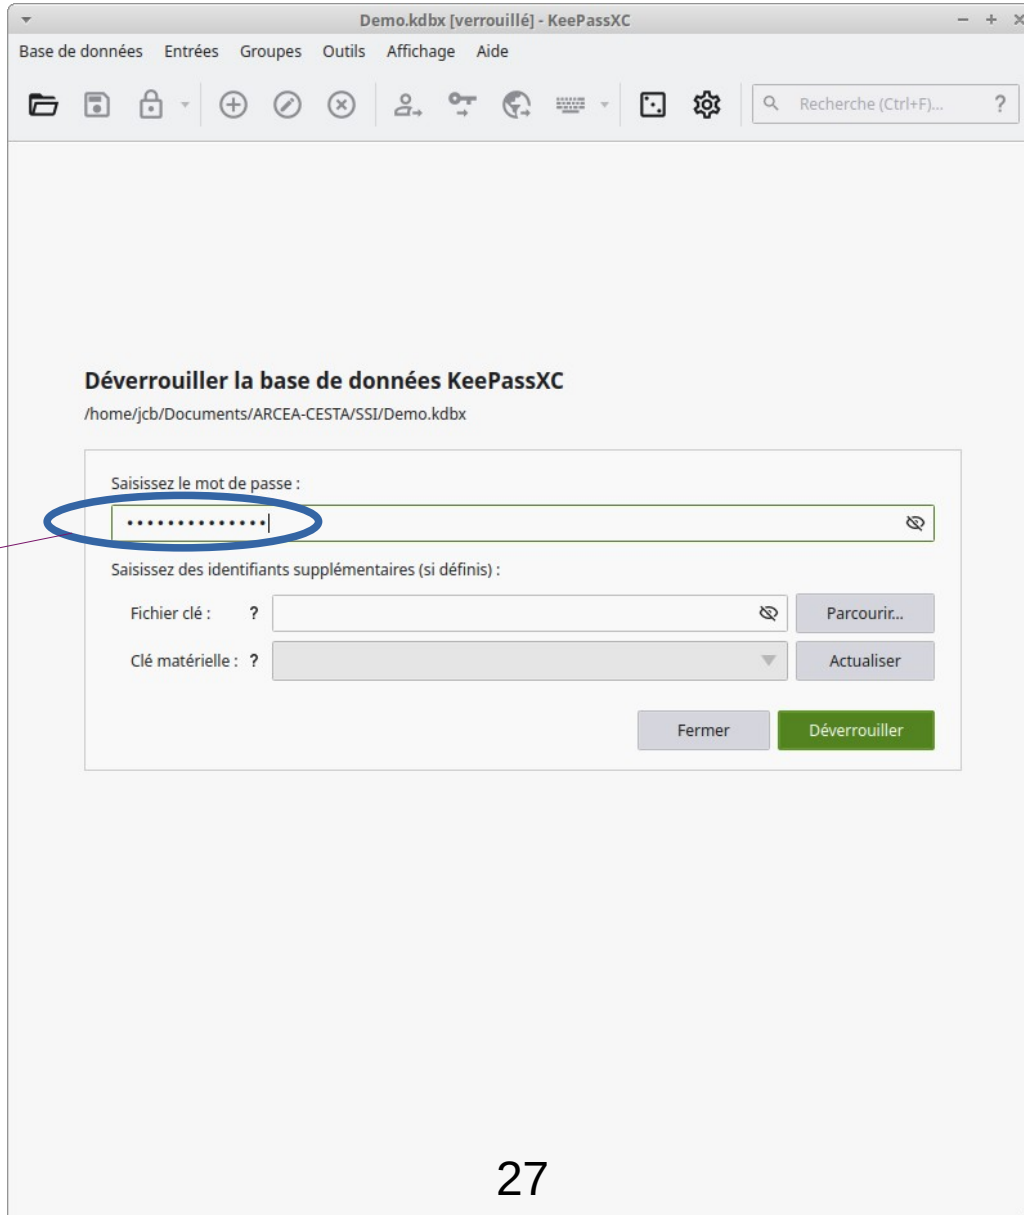 Demo.kdbx [verrouillé] - KeePassXC
Base de données Entrées Groupes Outils Affichage Aide
Recherche (Ctrl+F)... ?
Déverrouiller la base de données KeePassXC
/home/jcb/Documents/ARCEA-CESTA/SSI/Demo.kdbx
Saisissez le mot de passe :
••••••••••••••
Saisissez des identifiants supplémentaires (si définis) :
Fichier clé : ? Parcourir...
Clé matérielle : ? Actualiser
Fermer Déverrouiller
27